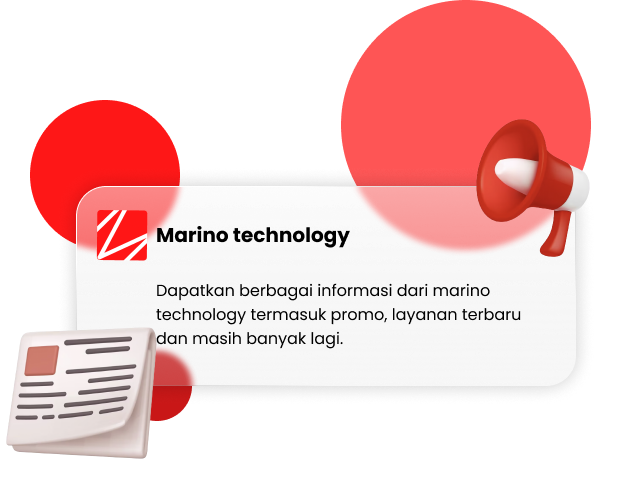 Marino technology
Dapatkan berbagai informasi dari marino
technology termasuk promo, layanan terbaru
dan masih banyak lagi.